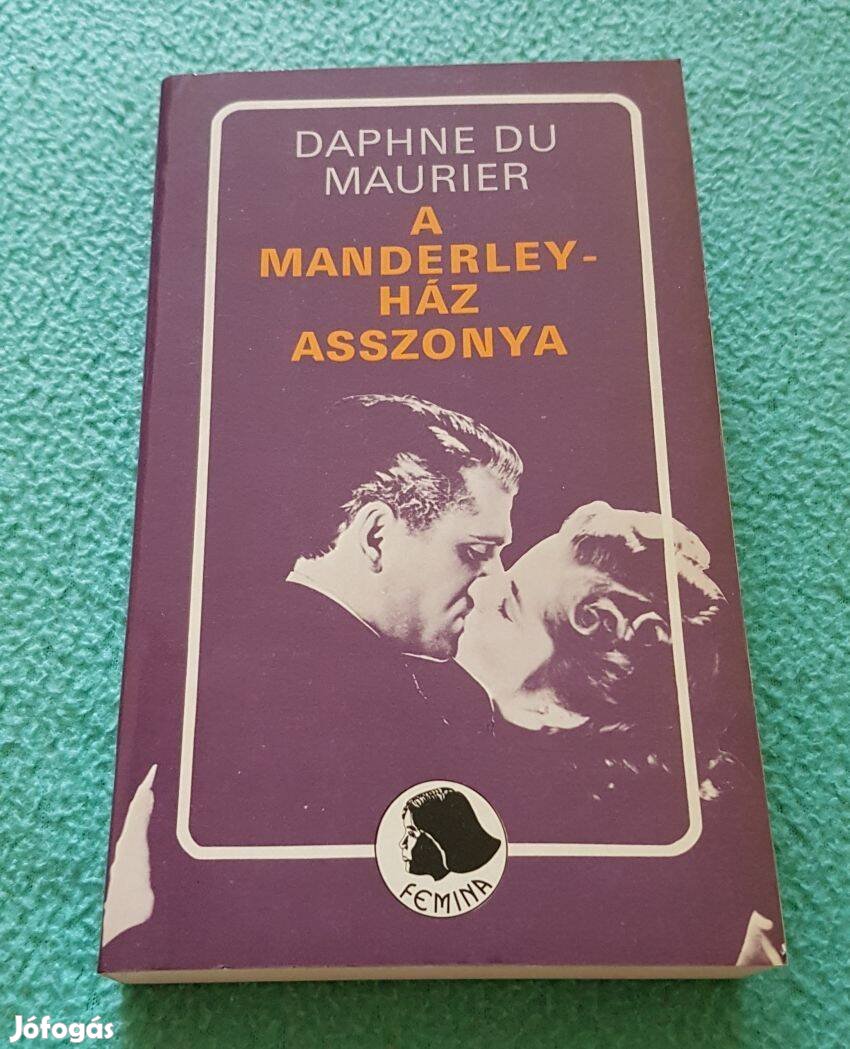 DAPHNE DU
MAURIER
A
MANDERLEY-
HÁZ
ASSZONYA
FEMINA
Jófogás